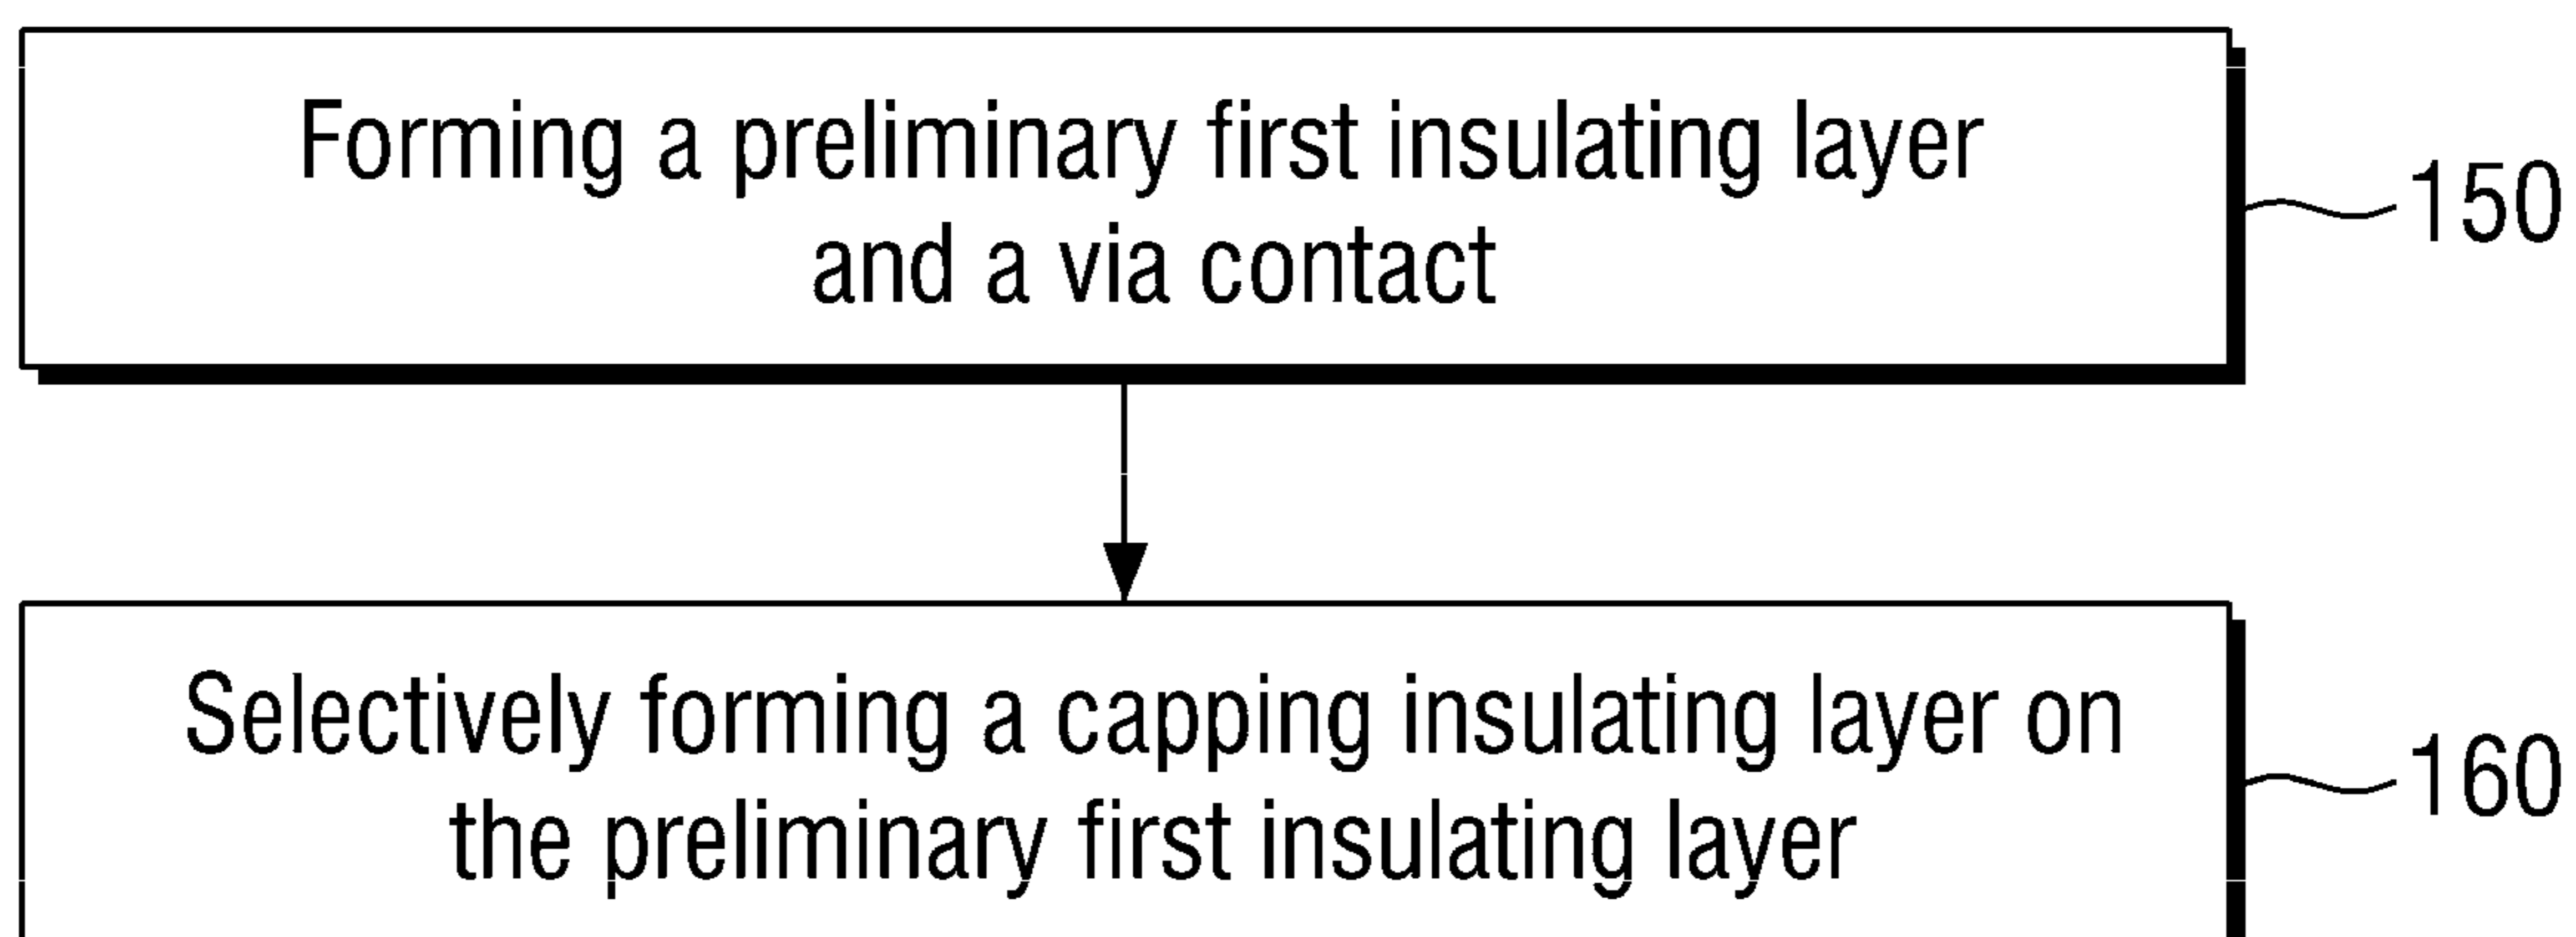 Forming a preliminary first insulating layer
and a via contact
150
Selectively forming a capping insulating layer on
the preliminary first insulating layer
160